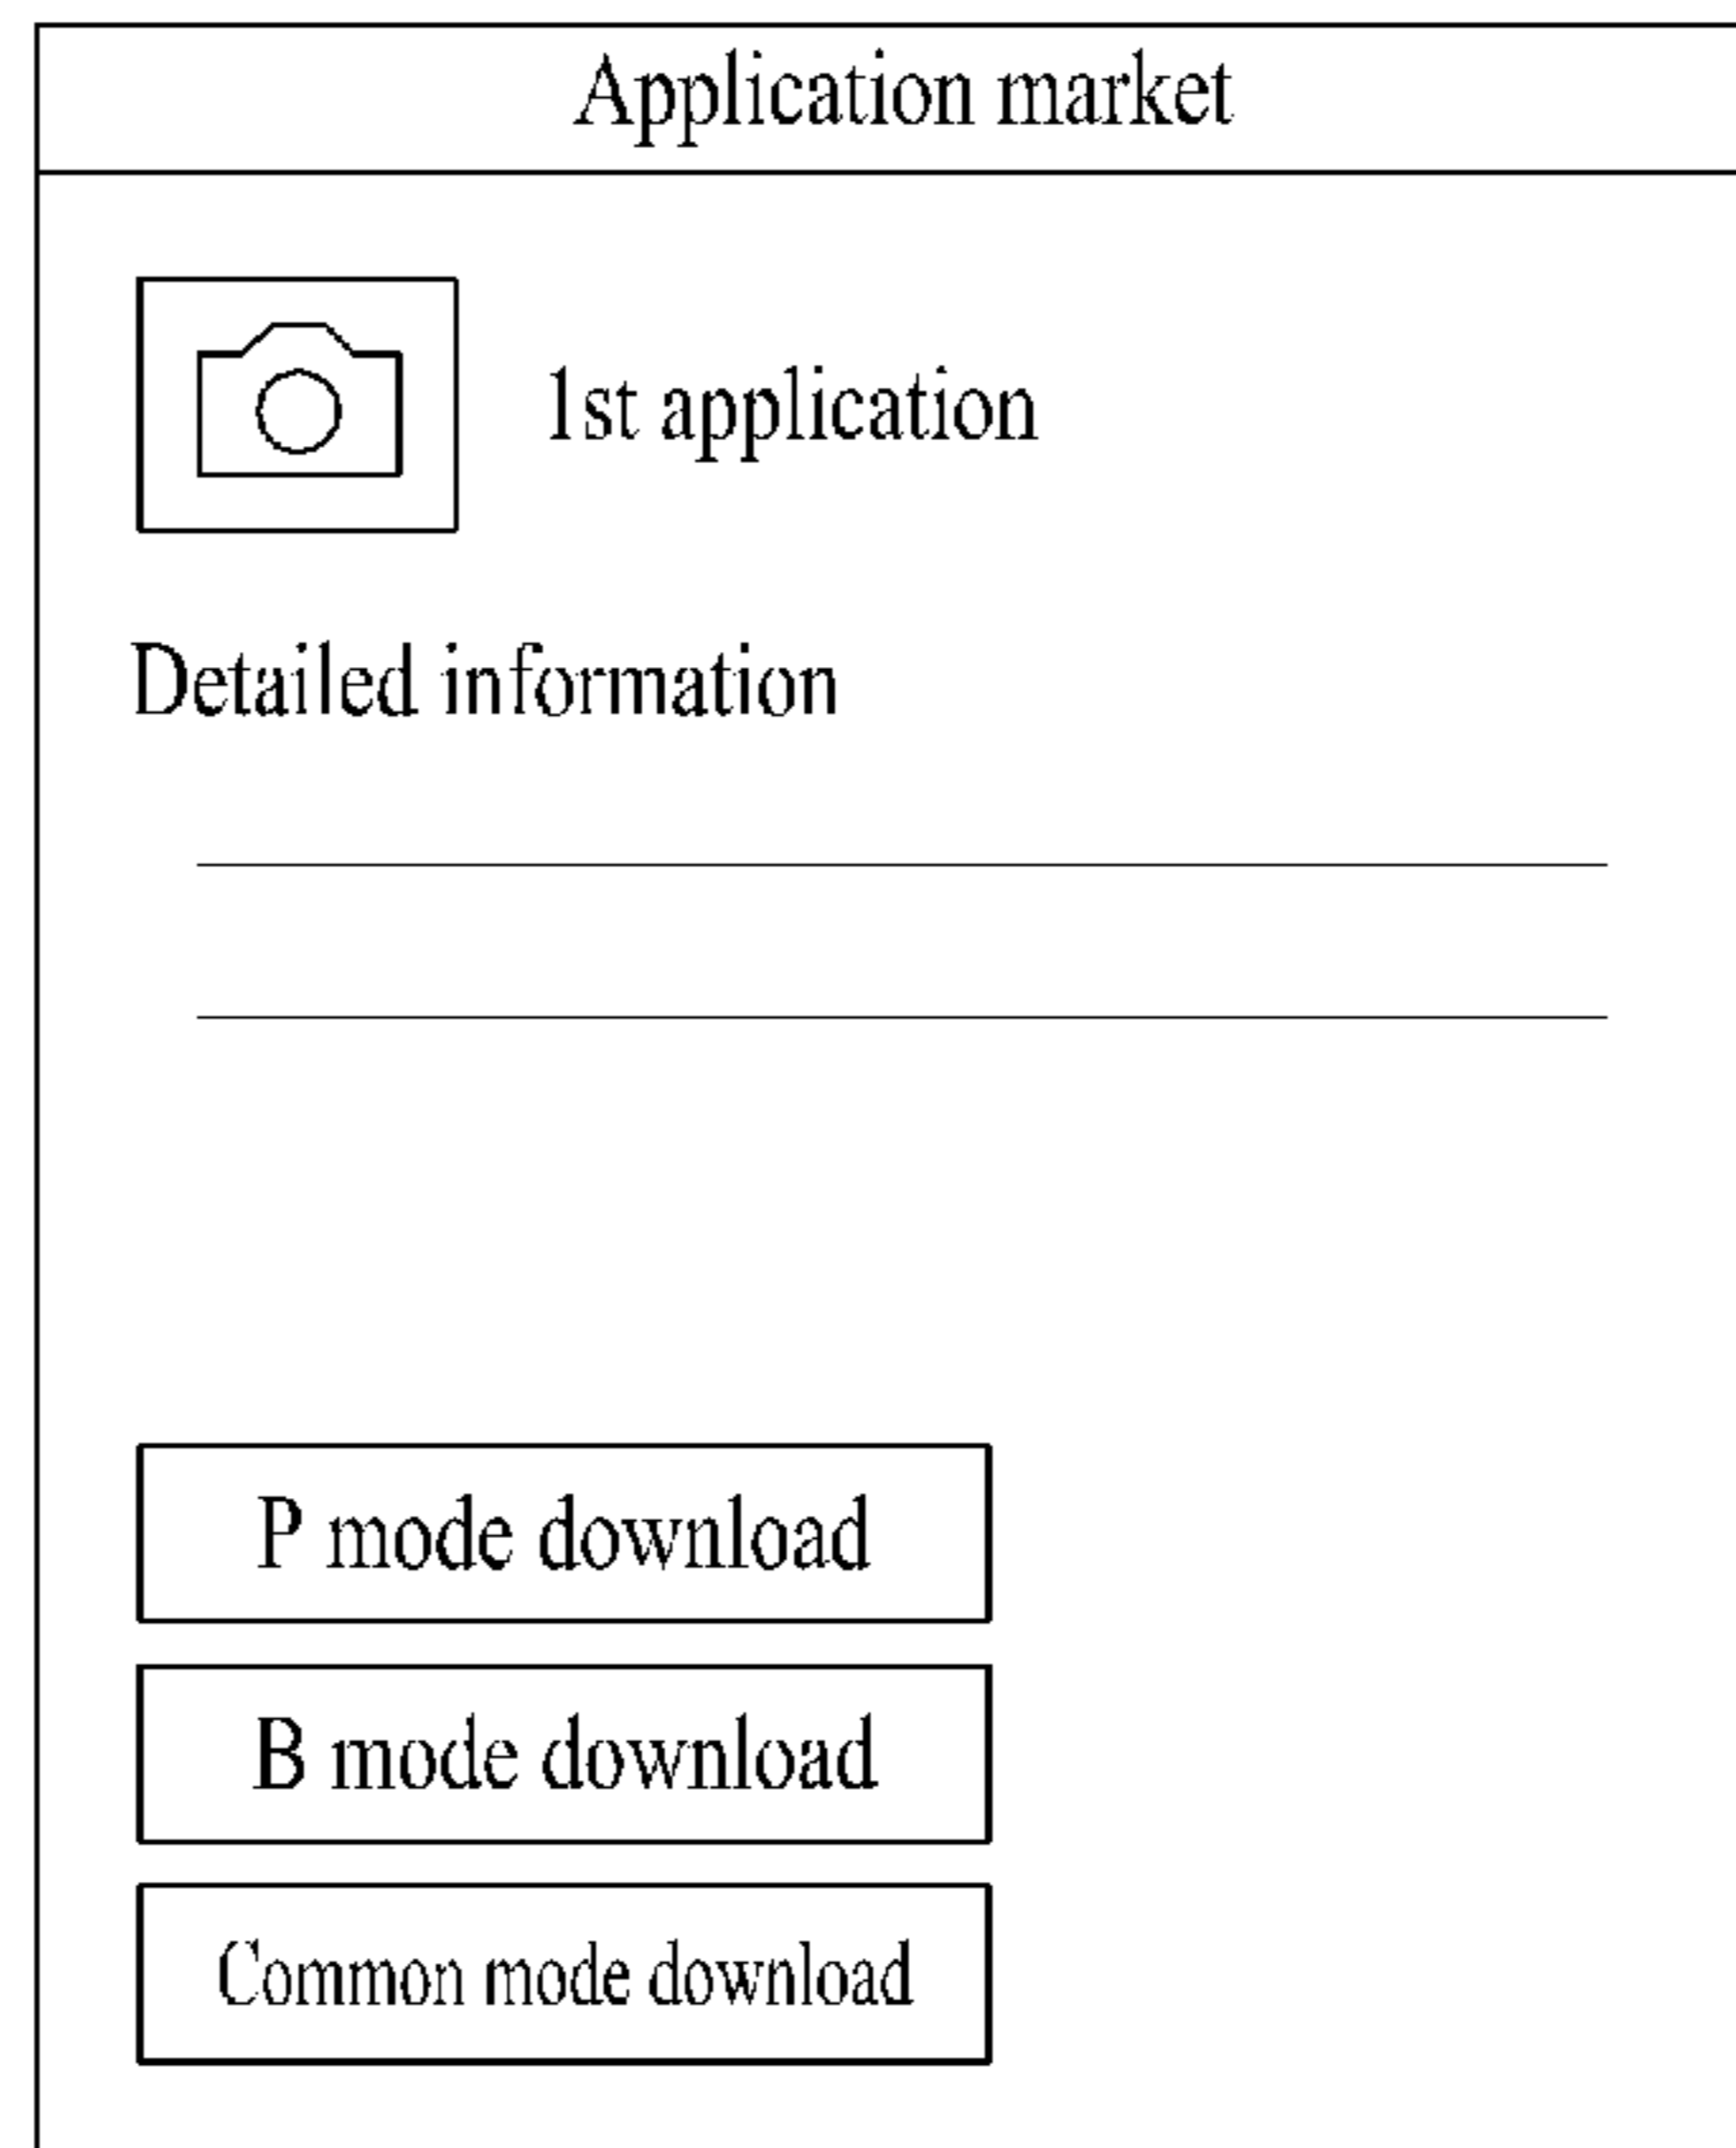 Application market
1st application
Detailed information
P mode download
B mode download
Common mode download